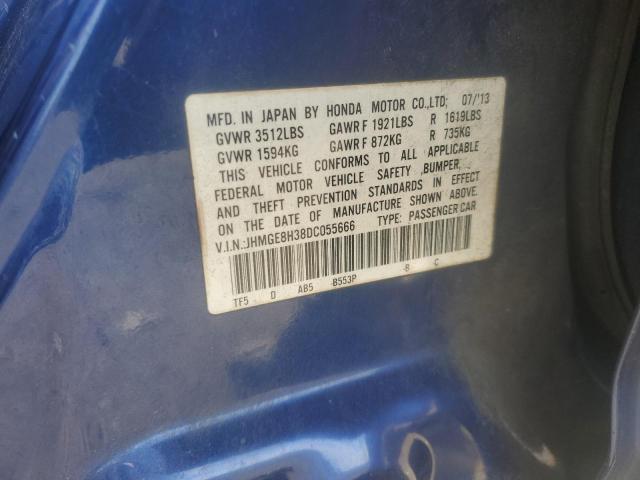 MFD. IN JAPAN BY HONDA MOTOR CO.,LTD; 07/'13
GVWR 3512LBS GAWR F 1921LBS R 1619LBS
GVWR 1594KG GAWR F 872KG R 735KG
THIS VEHICLE CONFORMS TO ALL APPLICABLE
FEDERAL MOTOR VEHICLE SAFETY ,BUMPER,
AND THEFT PREVENTION STANDARDS IN EFFECT
ON THE DATE OF MANUFACTURE SHOWN ABOVE.
V.I.N.:JHMGE8H38DC055666 TYPE: PASSENGER CAR
TF5 D AB5 -B553P -B C